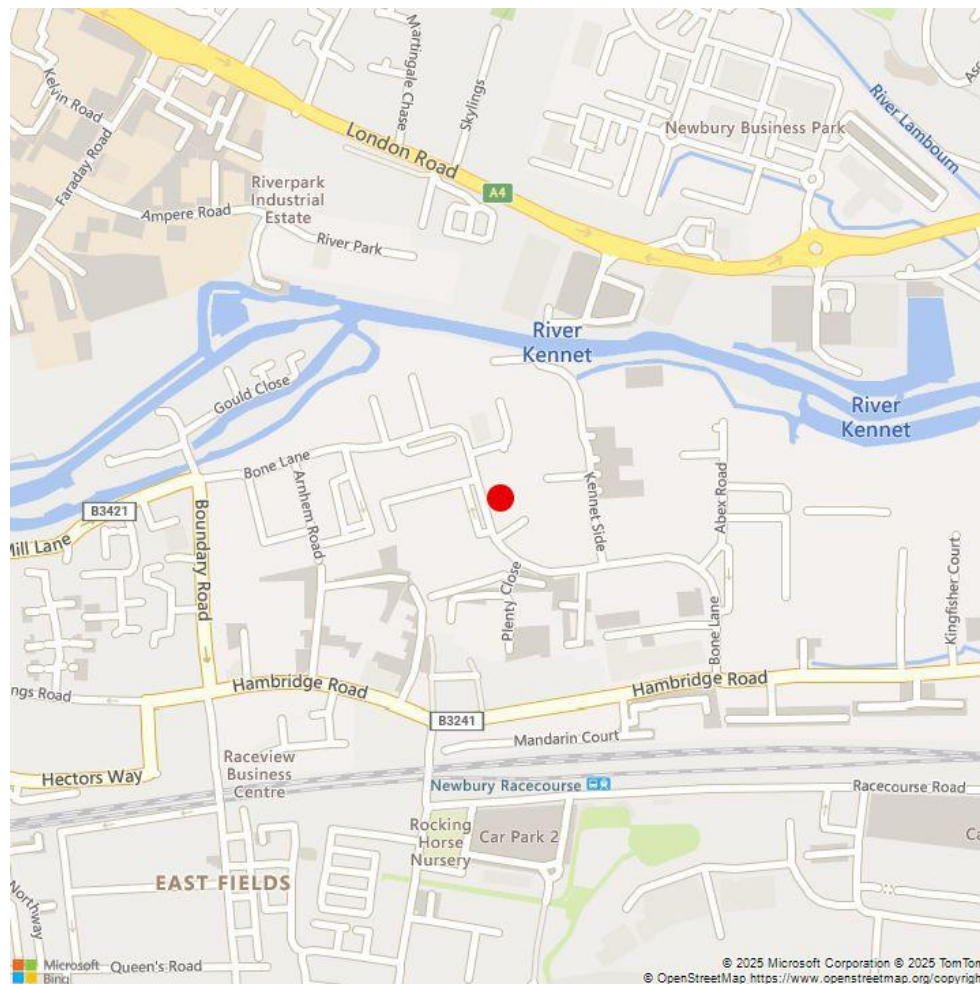 Martingale Chase
Skylings
Kelvin Road
Faraday Road
London Road
A4
Newbury Business Park
River Lambourn
Riverpark
Industrial
Estate
Ampere Road
River Park
River
Kennet
River
Kennet
Gould Close
Bone Lane
Arnhem Road
B3421
Mill Lane
Boundary Road
Kennet Side
Abex Road
Plenty Close
Bone Lane
Kingfisher Court
ngs Road
Hambridge Road
Hambridge Road
B3241
Mandarin Court
Hectors Way
Raceview
Business
Centre
Newbury Racecourse
Racecourse Road
Rocking
Horse
Nursery
Car Park 2
Ca
EAST FIELDS
Northway
Queen's Road
Microsoft
Bing
© 2025 Microsoft Corporation © 2025 TomTom
© OpenStreetMap https://www.openstreetmap.org/copyrigh